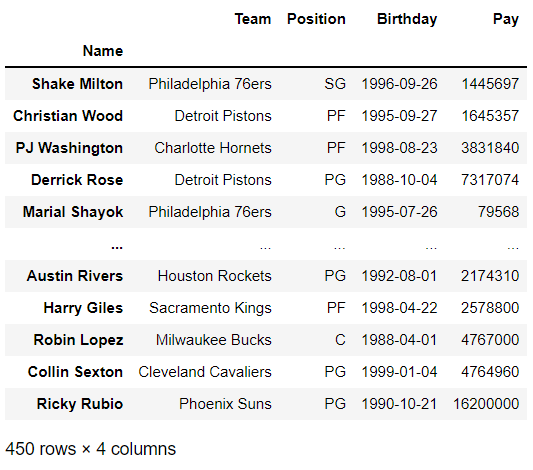 Team Position Birthday Pay
Name
Shake Milton Philadelphia 76ers SG 1996-09-26 1445697
Christian Wood Detroit Pistons PF 1995-09-27 1645357
PJ Washington Charlotte Hornets PF 1998-08-23 3831840
Derrick Rose Detroit Pistons PG 1988-10-04 7317074
Marial Shayok Philadelphia 76ers G 1995-07-26 79568
... ... ... ... ...
Austin Rivers Houston Rockets PG 1992-08-01 2174310
Harry Giles Sacramento Kings PF 1998-04-22 2578800
Robin Lopez Milwaukee Bucks C 1988-04-01 4767000
Collin Sexton Cleveland Cavaliers PG 1999-01-04 4764960
Ricky Rubio Phoenix Suns PG 1990-10-21 16200000
450 rows × 4 columns